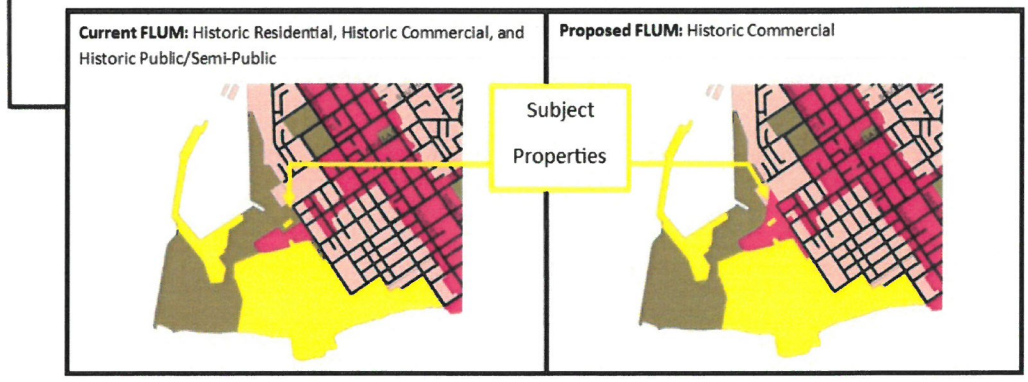 Current FLUM: Historic Residential, Historic Commercial, and
Historic Public/Semi-Public
Proposed FLUM: Historic Commercial
Subject
Properties